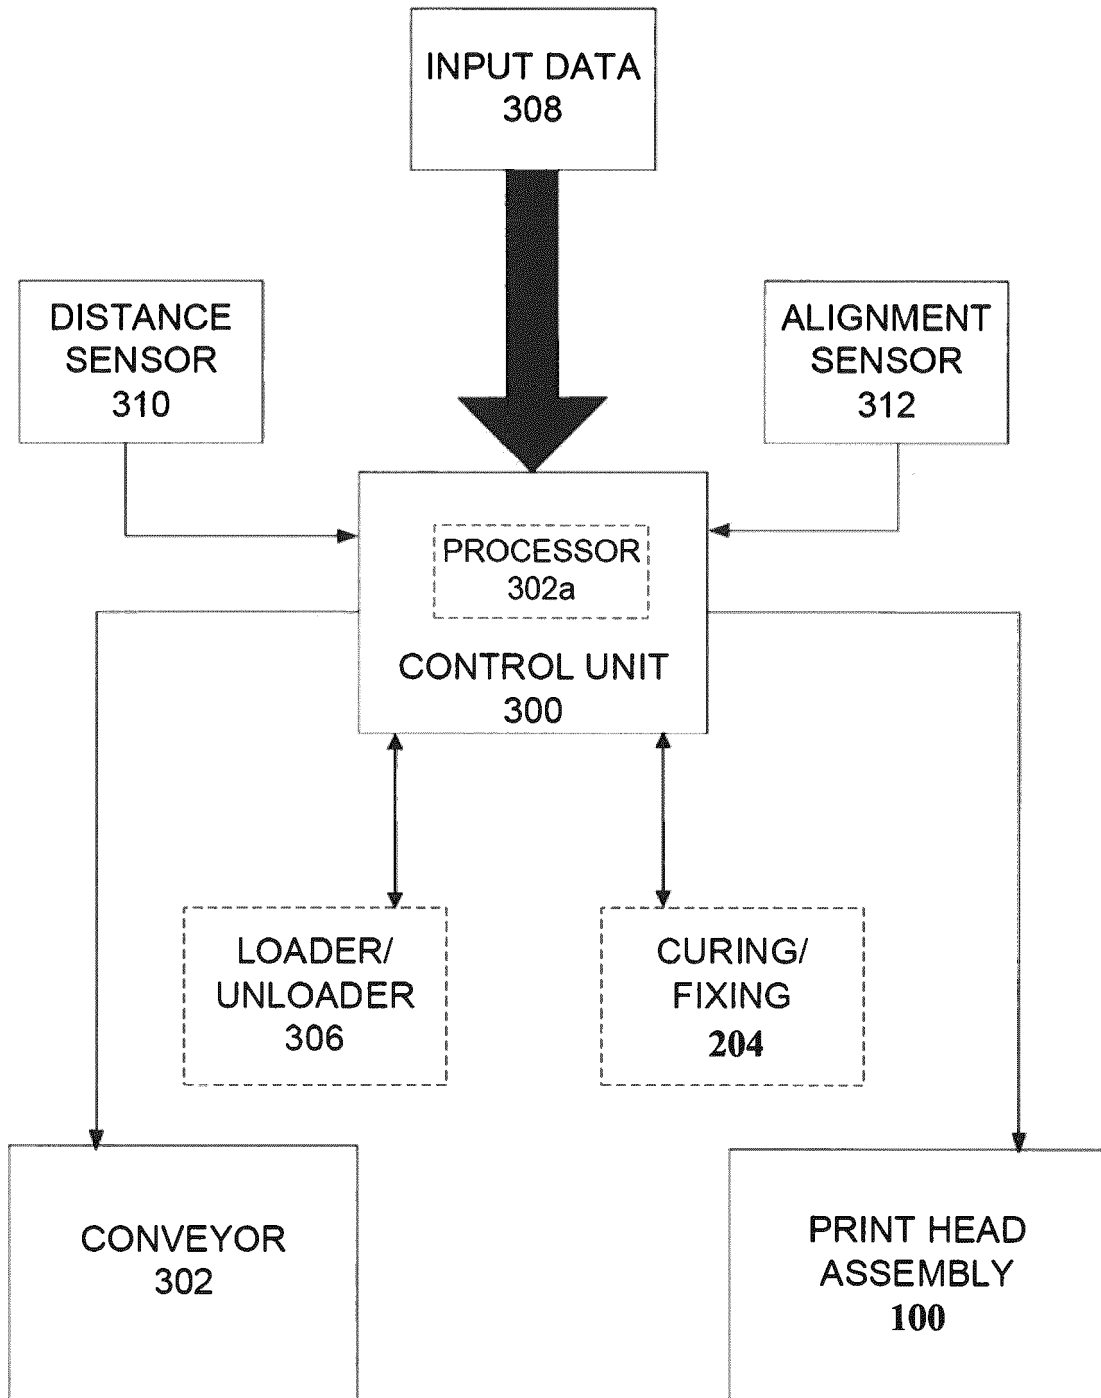 INPUT DATA
308
DISTANCE
SENSOR
310
ALIGNMENT
SENSOR
312
PROCESSOR
302a
CONTROL UNIT
300
LOADER/
UNLOADER
306
CURING/
FIXING
204
CONVEYOR
302
PRINT HEAD
ASSEMBLY
100